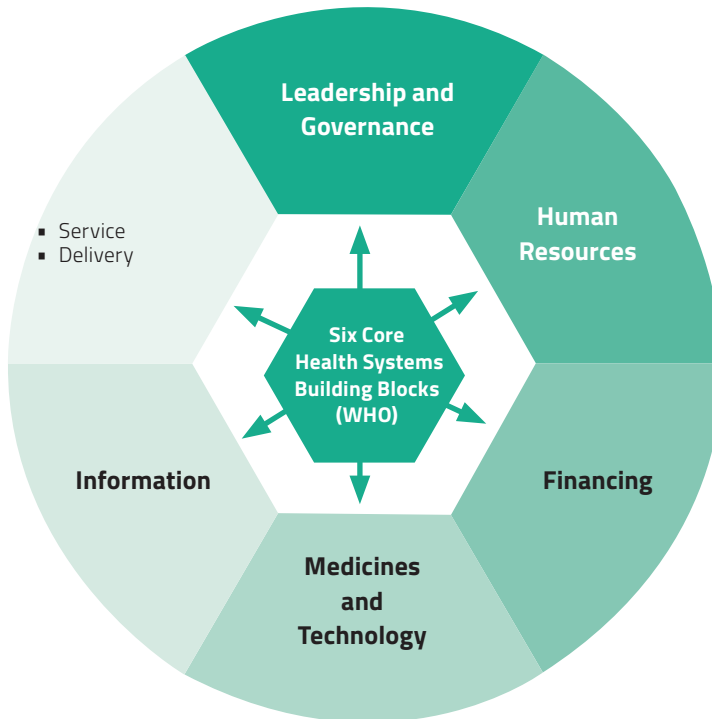 Leadership and
Governance
Human
Resources
▪ Service
▪ Delivery
Six Core
Health Systems
Building Blocks
(WHO)
Information
Financing
Medicines
and
Technology